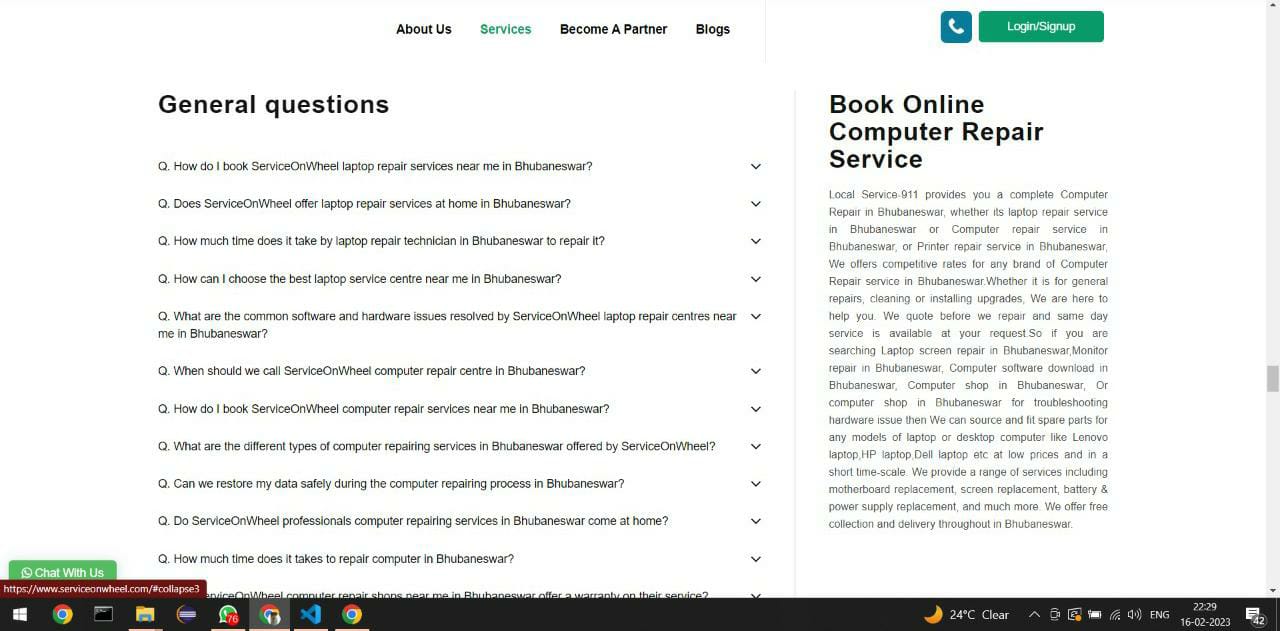 About Us
Services
Become A Partner
Blogs
Login/Signup
General questions
Q. How do I book ServiceOnWheel laptop repair services near me in Bhubaneswar?
Q. Does ServiceOnWheel offer laptop repair services at home in Bhubaneswar?
Q. How much time does it take by laptop repair technician in Bhubaneswar to repair it?
Q. How can I choose the best laptop service centre near me in Bhubaneswar?
Q. What are the common software and hardware issues resolved by ServiceOnWheel laptop repair centres near
me in Bhubaneswar?
Q. When should we call ServiceOnWheel computer repair centre in Bhubaneswar?
Q. How do I book ServiceOnWheel computer repair services near me in Bhubaneswar?
Q. What are the different types of computer repairing services in Bhubaneswar offered by ServiceOnWheel?
Q. Can we restore my data safely during the computer repairing process in Bhubaneswar?
Q. Do ServiceOnWheel professionals computer repairing services in Bhubaneswar come at home?
Q. How much time does it takes to repair computer in Bhubaneswar?
computer repair shops near me in Bhubaneswar offer a warranty on their service?
Book Online
Computer Repair
Service
Local Service-911 provides you a complete Computer
Repair in Bhubaneswar, whether its laptop repair service
in Bhubaneswar or Computer repair service in
Bhubaneswar, or Printer repair service in Bhubaneswar,
We offers competitive rates for any brand of Computer
Repair service in Bhubaneswar.Whether it is for general
repairs, cleaning or installing upgrades, We are here to
help you. We quote before we repair and same day
service is available at your request.So if you are
searching Laptop screen repair in Bhubaneswar,Monitor
repair in Bhubaneswar, Computer software download in
Bhubaneswar, Computer shop in Bhubaneswar, Or
computer shop in Bhubaneswar for troubleshooting
hardware issue then We can source and fit spare parts for
any models of laptop or desktop computer like Lenovo
laptop,HP laptop,Dell laptop etc at low prices and in a
short time-scale. We provide a range of services including
motherboard replacement, screen replacement, battery &
power supply replacement, and much more. We offer free
collection and delivery throughout in Bhubaneswar.
Chat With Us
https://www.serviceonwheel.com/#collapse3
76
24°C Clear
ENG
22:29
16-02-2023
42